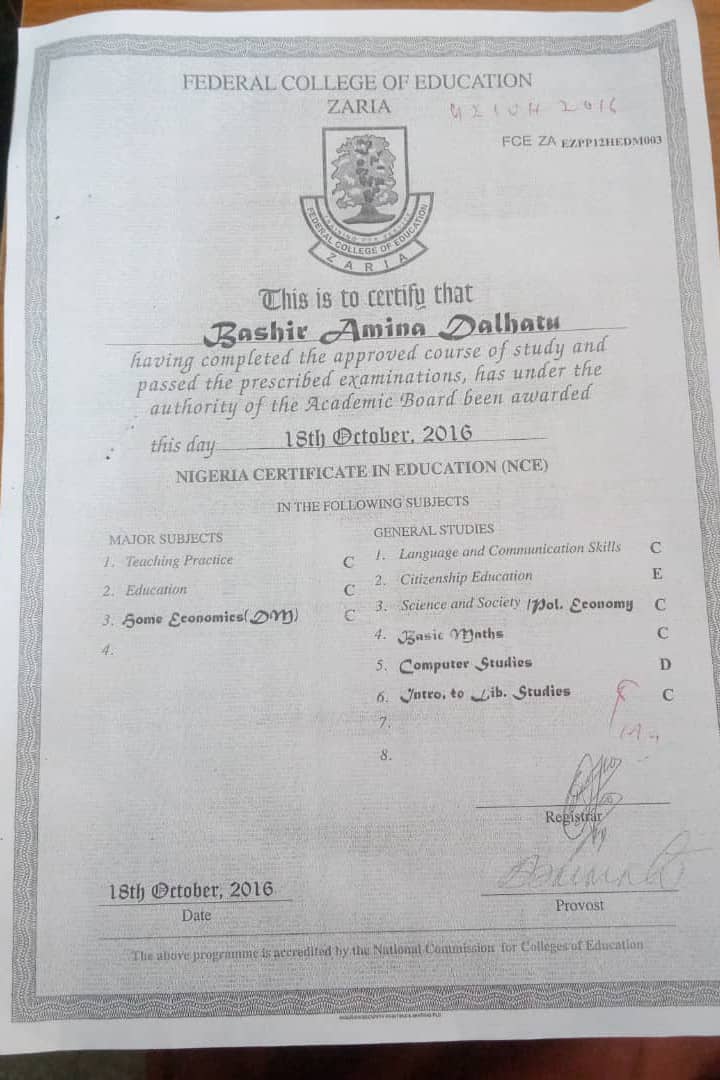 FEDERAL COLLEGE OF EDUCATION
ZARIA
2016
FCE ZA EZPP12HEDM003
FEDERAL COLLEGE OF EDUCATION
ZARIA
This is to certify that
Bashir Amina Dalhatu
having completed the approved course of study and
passed the prescribed examinations, has under the
authority of the Academic Board been awarded
this day 18th October, 2016
NIGERIA CERTIFICATE IN EDUCATION (NCE)
IN THE FOLLOWING SUBJECTS
MAJOR SUBJECTS
1. Teaching Practice C
2. Education C
3. Home Economics(DM) C
4.
GENERAL STUDIES
1. Language and Communication Skills C
2. Citizenship Education E
3. Science and Society /Pol. Economy C
4. Basic Maths C
5. Computer Studies D
6. Intro, to Lib. Studies C
7.
8.
Registrar
18th October, 2016
Date
Provost
The above programme is accredited by the National Commission for Colleges of Education